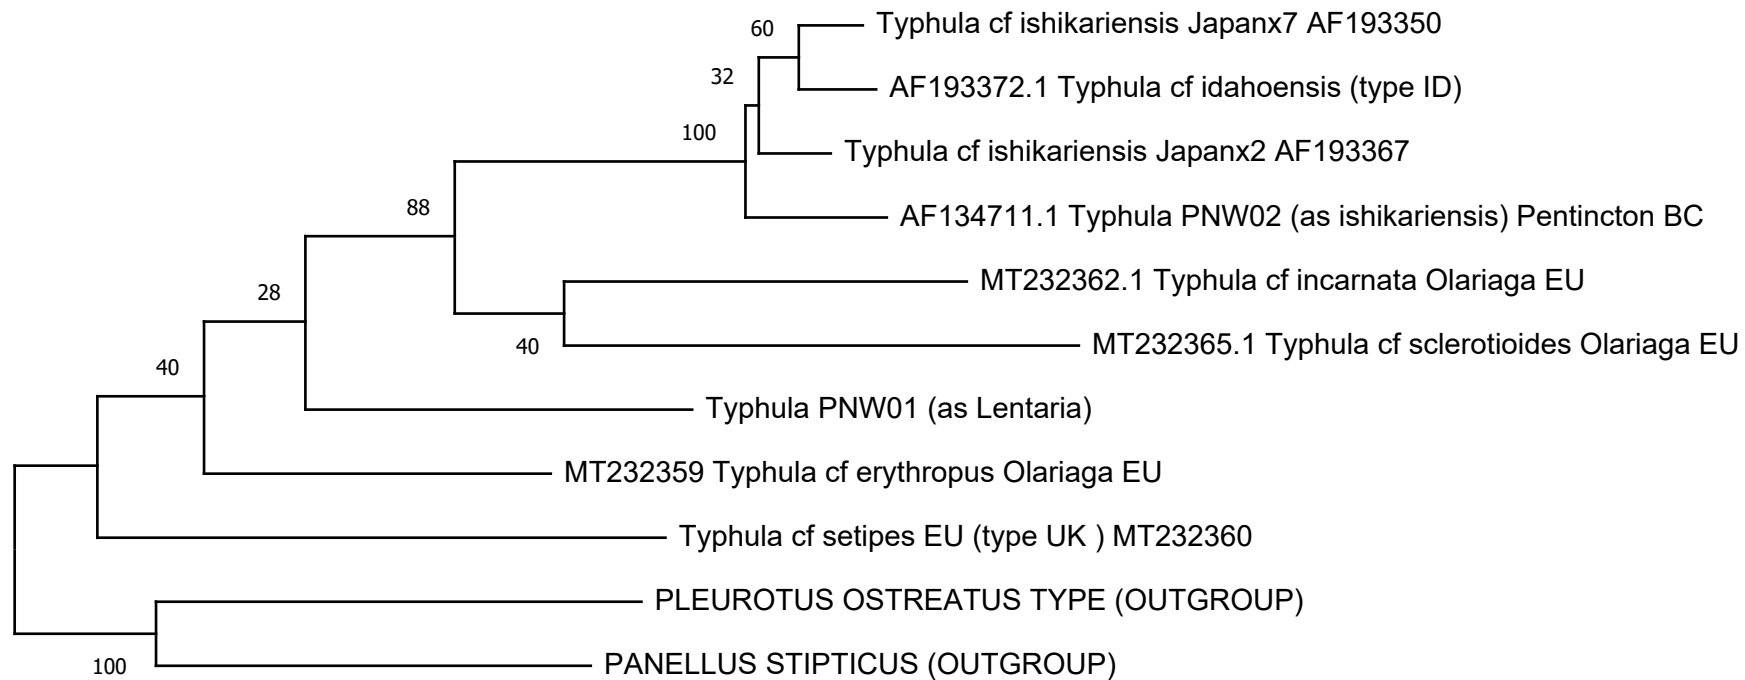 60
Typhula cf ishikariensis Japanx7 AF193350
32
AF193372.1 Typhula cf idahoensis (type ID)
100
Typhula cf ishikariensis Japanx2 AF193367
88
AF134711.1 Typhula PNW02 (as ishikariensis) Pentincton BC
28
MT232362.1 Typhula cf incarnata Olariaga EU
40
MT232365.1 Typhula cf sclerotioides Olariaga EU
40
Typhula PNW01 (as Lentaria)
MT232359 Typhula cf erythropus Olariaga EU
Typhula cf setipes EU (type UK ) MT232360
PLEUROTUS OSTREATUS TYPE (OUTGROUP)
100
PANELLUS STIPTICUS (OUTGROUP)